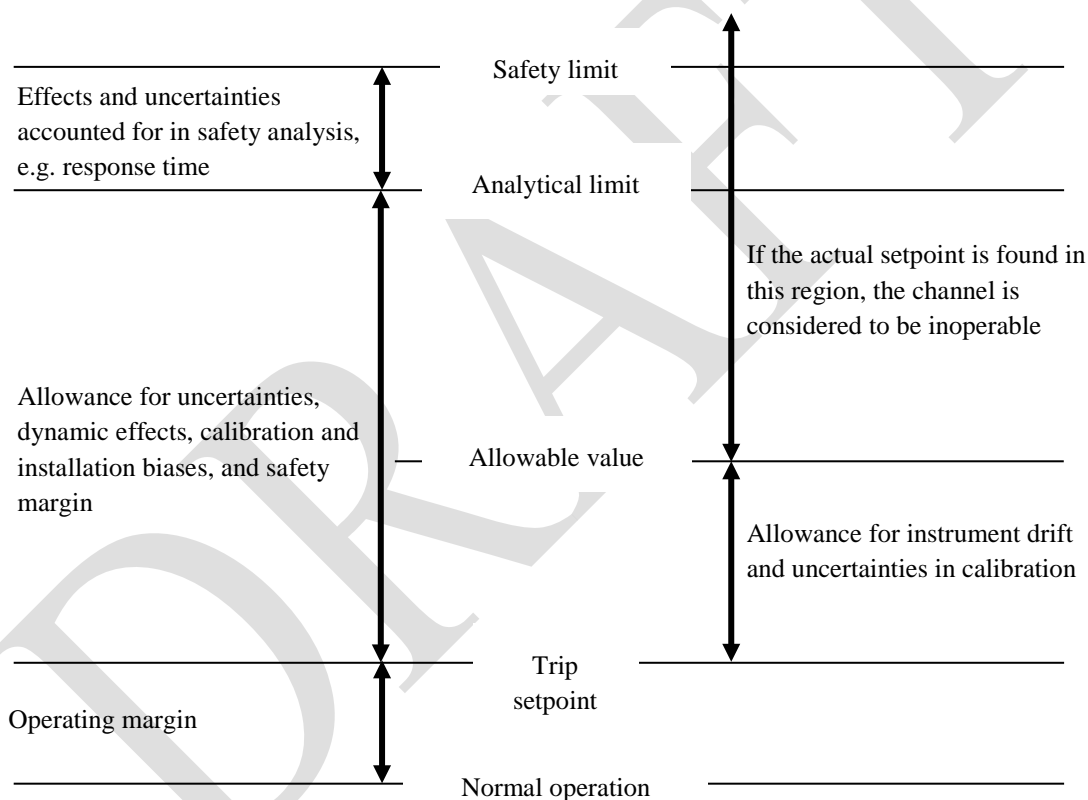 Safety limit
Effects and uncertainties
accounted for in safety analysis,
e.g. response time
Analytical limit
If the actual setpoint is found in
this region, the channel is
considered to be inoperable
Allowance for uncertainties,
dynamic effects, calibration and
installation biases, and safety
margin
Allowable value
Allowance for instrument drift
and uncertainties in calibration
Trip
setpoint
Operating margin
Normal operation
DRAFT